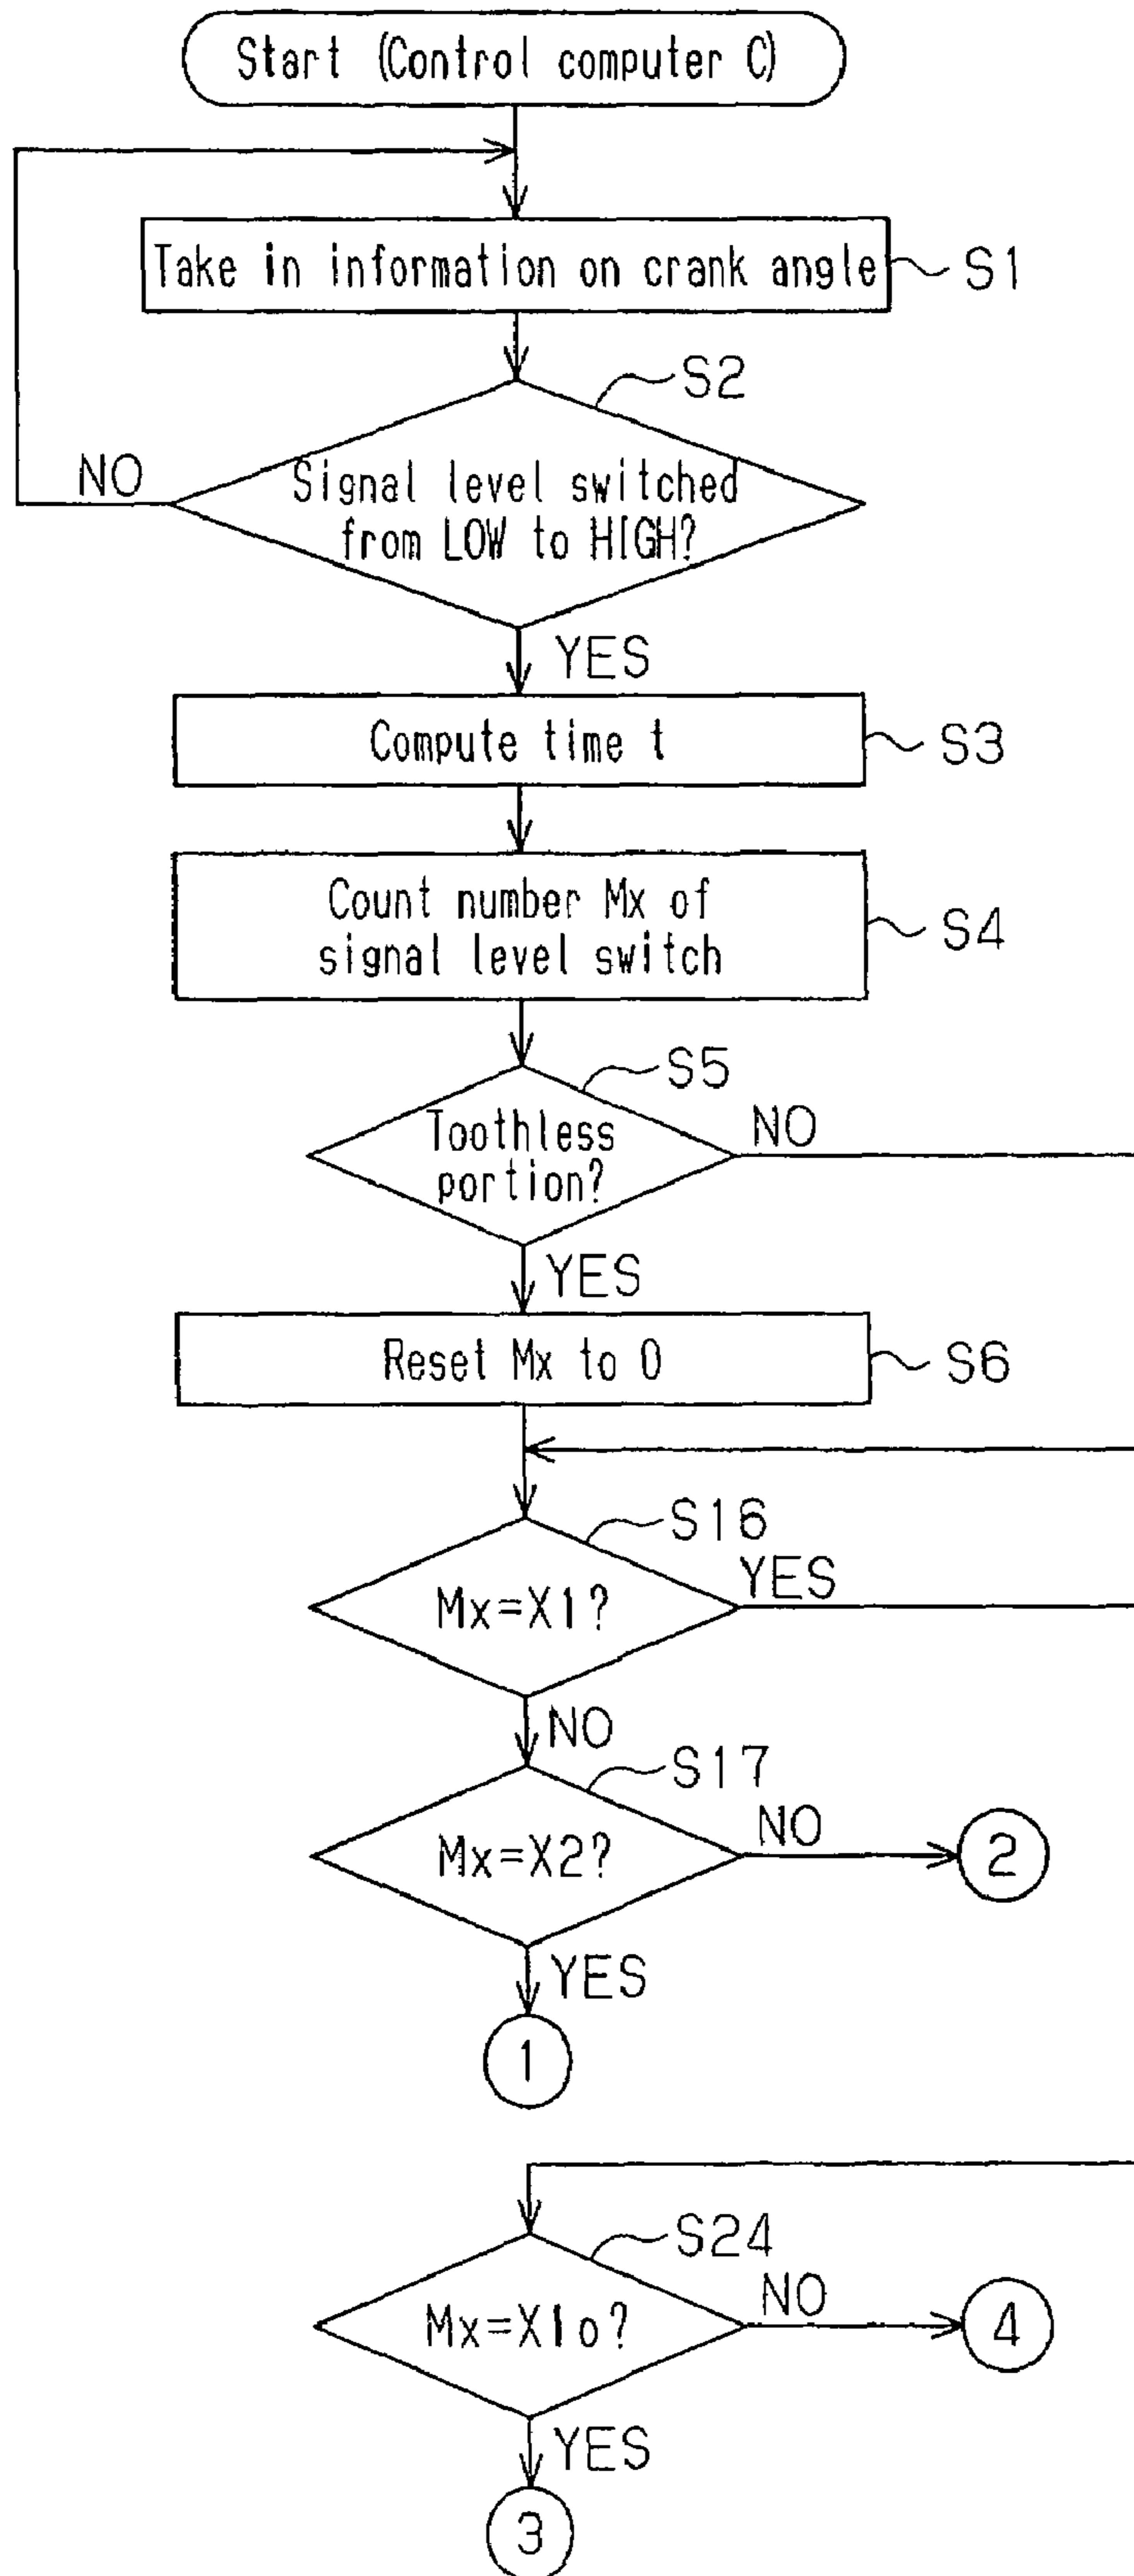 Start (Control computer C)
Take in information on crank angle
S1
S2
NO
Signal level switched
from LOW to HIGH?
YES
Compute time t
S3
Count number Mx of
signal level switch
S4
S5
Toothless
portion?
NO
YES
Reset Mx to 0
S6
S16
Mx=X1?
YES
NO
S17
Mx=X2?
NO
2
YES
1
S24
Mx=X1o?
NO
4
YES
3